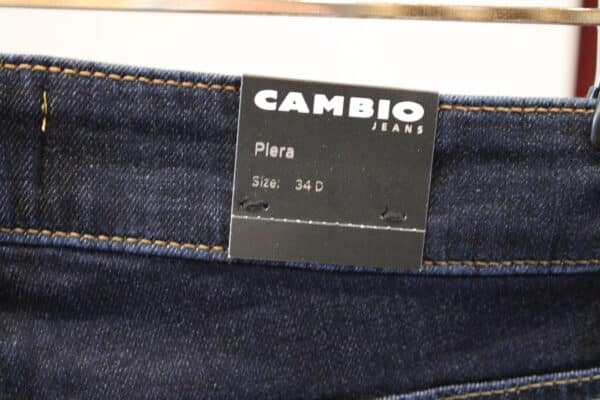 CAMBIO
JEANS
Piera
Size: 34 D